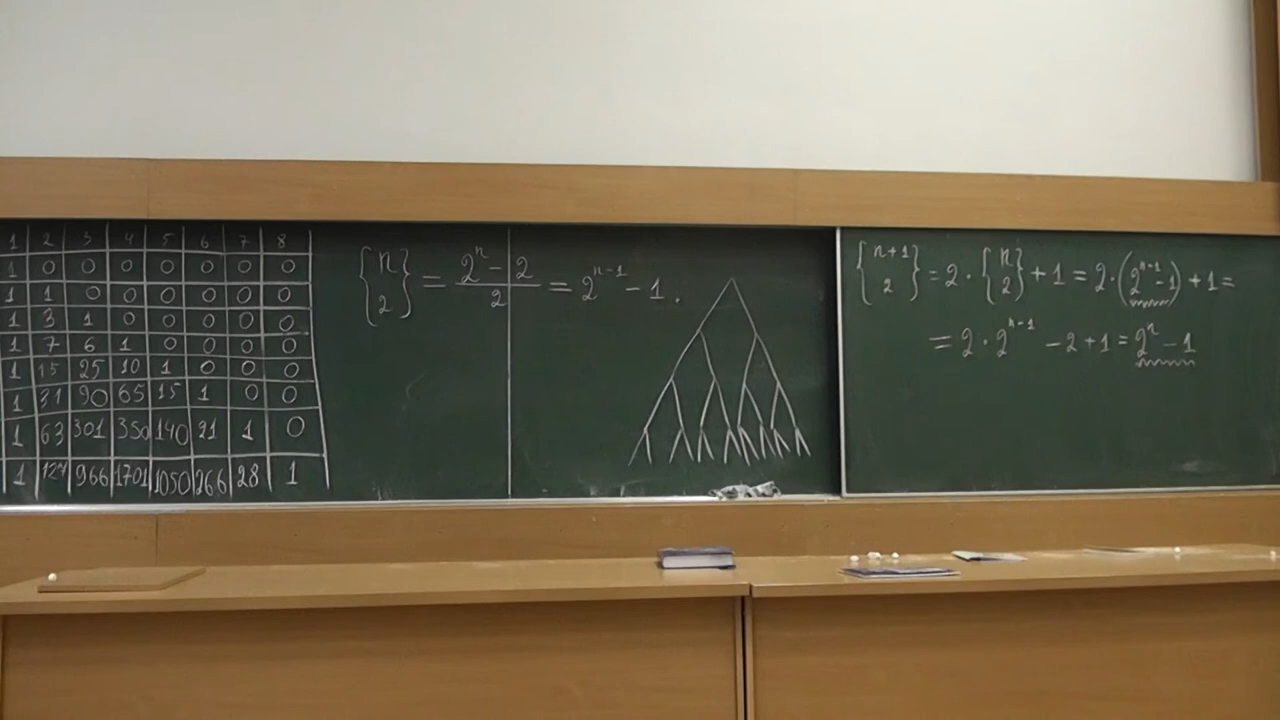 1 2 3 4 5 6 7 8
1 0 0 0 0 0 0 0
1 1 0 0 0 0 0 0
1 3 1 0 0 0 0 0
1 7 6 1 0 0 0 0
1 15 25 10 1 0 0 0
1 31 90 65 15 1 0 0
1 63 301 350 140 21 1 0
1 127 966 1701 1050 266 28 1
{n 2} = (2^n - 2)/2 = 2^{n-1} - 1.
{n+1 2} = 2 · {n 2} + 1 = 2 · (2^{n-1} - 1) + 1 =
= 2 · 2^{n-1} - 2 + 1 = 2^n - 1